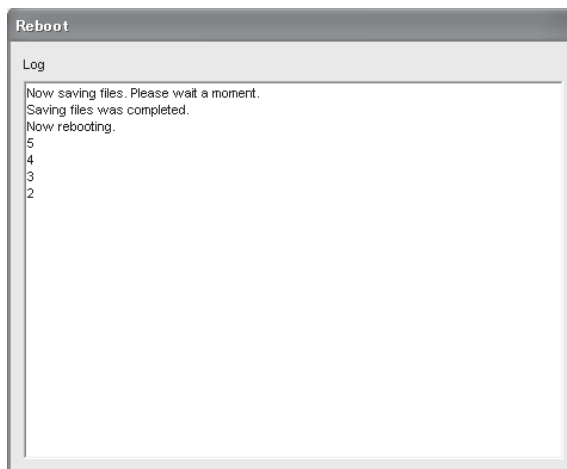 Reboot
Log
Now saving files. Please wait a moment.
Saving files was completed.
Now rebooting.
5
4
3
2